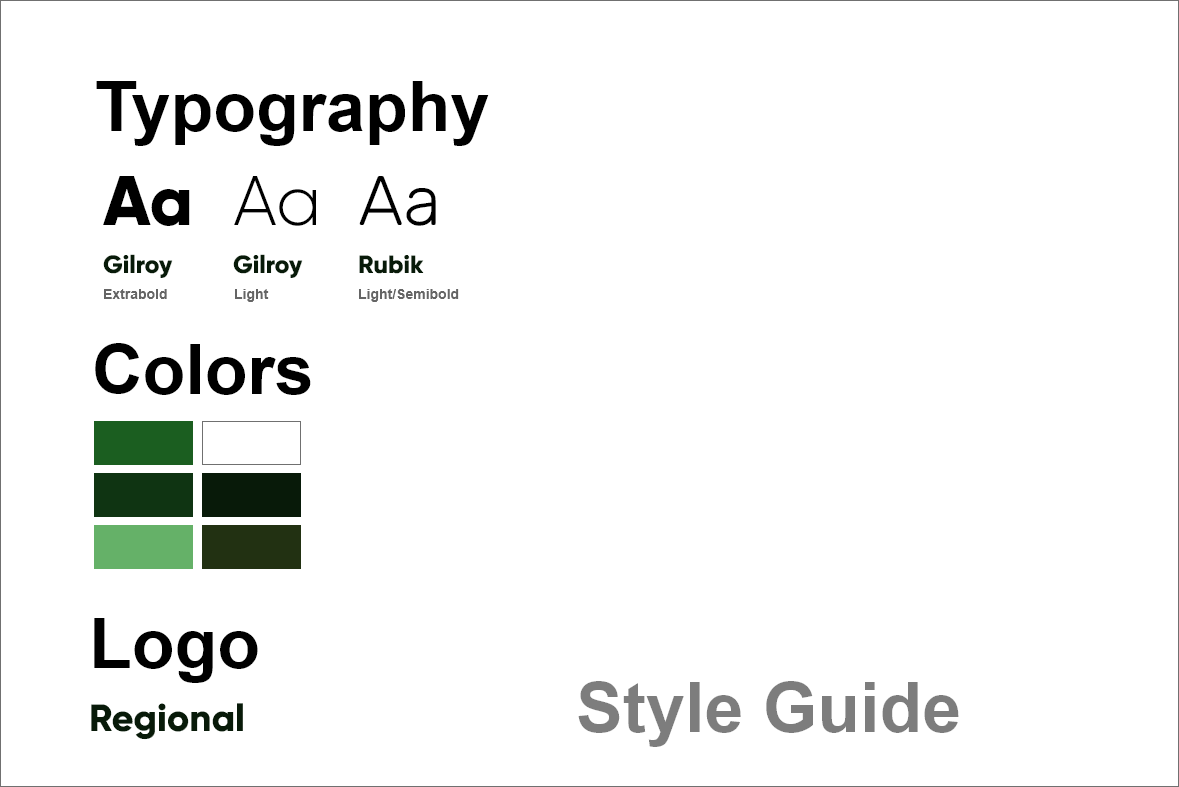 Typography
Aa Aa Aa
Gilroy Gilroy Rubik
Extrabold Light Light/Semibold
Colors
Logo
Regional
Style Guide